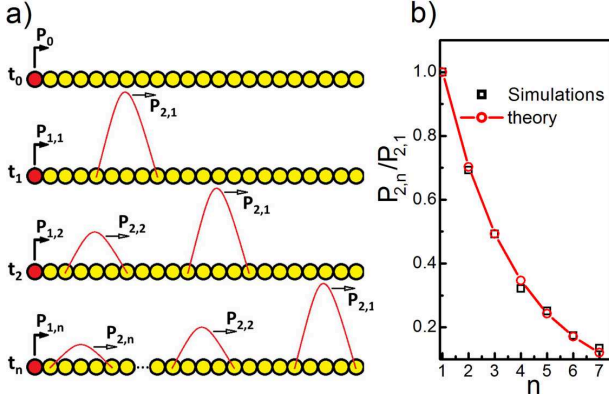 a)
P0
t0
P1,1
P2,1
t1
P1,2
P2,2
P2,1
t2
P1,n
P2,n
P2,2
P2,1
tn
...
b)
1.0
0.8
0.6
0.4
0.2
P2,n/P2,1
Simulations
theory
1 2 3 4 5 6 7
n